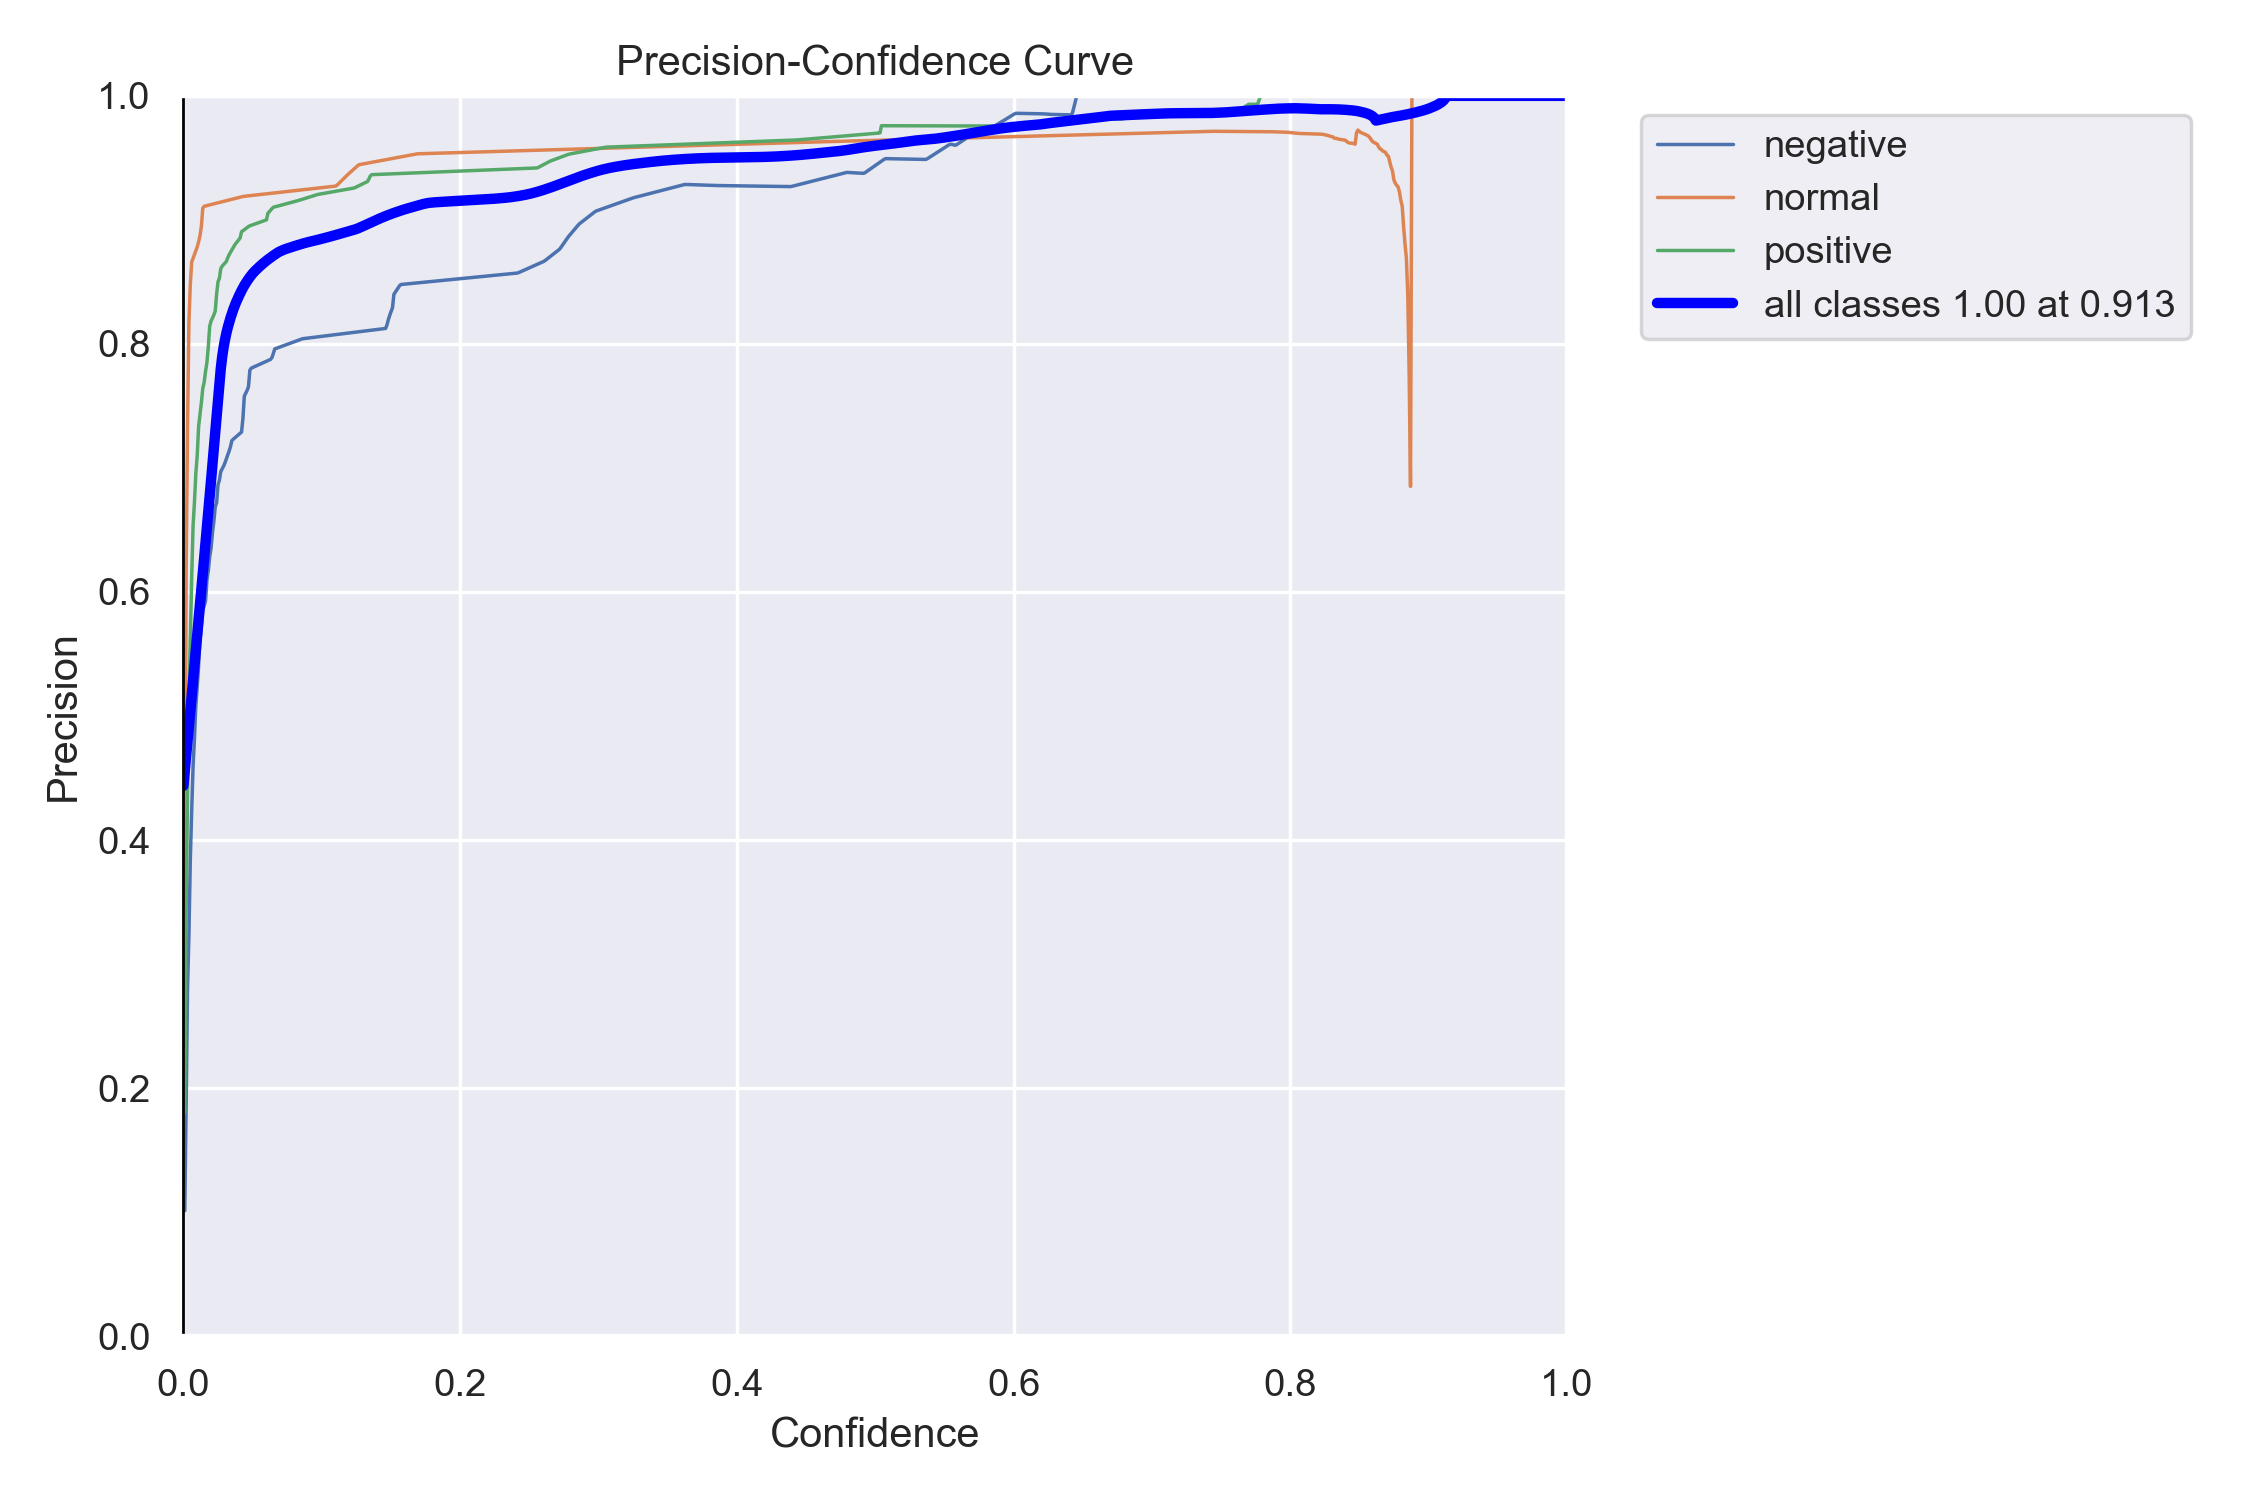 Precision-Confidence Curve
1.0
0.8
0.6
0.4
0.2
0.0
Precision
0.0 0.2 0.4 0.6 0.8 1.0
Confidence
negative
normal
positive
all classes 1.00 at 0.913